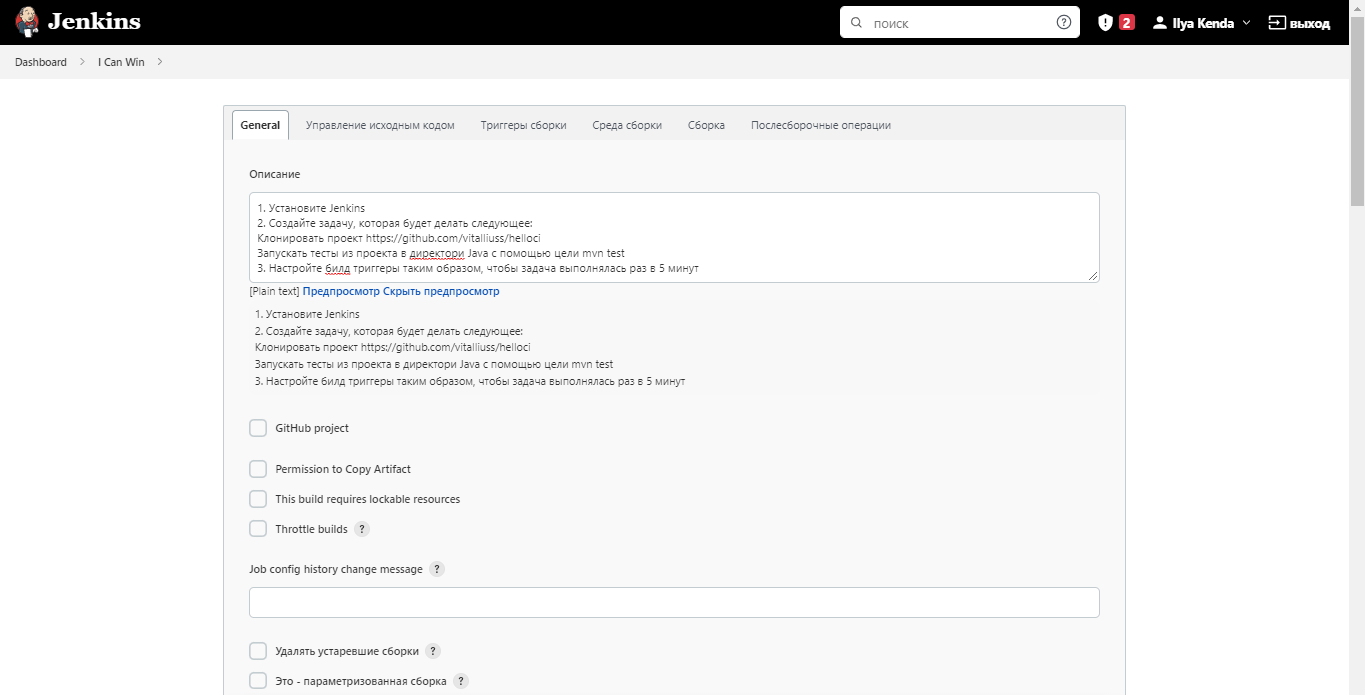 Jenkins
поиск
2
Ilya Kenda
выход
Dashboard
I Can Win
General
Управление исходным кодом
Триггеры сборки
Среда сборки
Сборка
Послесборочные операции
Описание
1. Установите Jenkins
2. Создайте задачу, которая будет делать следующее:
Клонировать проект https://github.com/vitalliuss/helloci
Запускать тесты из проекта в директори Java с помощью цели mvn test
3. Настройте билд триггеры таким образом, чтобы задача выполнялась раз в 5 минут
[Plain text] Предпросмотр Скрыть предпросмотр
1. Установите Jenkins
2. Создайте задачу, которая будет делать следующее:
Клонировать проект https://github.com/vitalliuss/helloci
Запускать тесты из проекта в директори Java с помощью цели mvn test
3. Настройте билд триггеры таким образом, чтобы задача выполнялась раз в 5 минут
GitHub project
Permission to Copy Artifact
This build requires lockable resources
Throttle builds ?
Job config history change message ?
Удалять устаревшие сборки ?
Это - параметризованная сборка ?